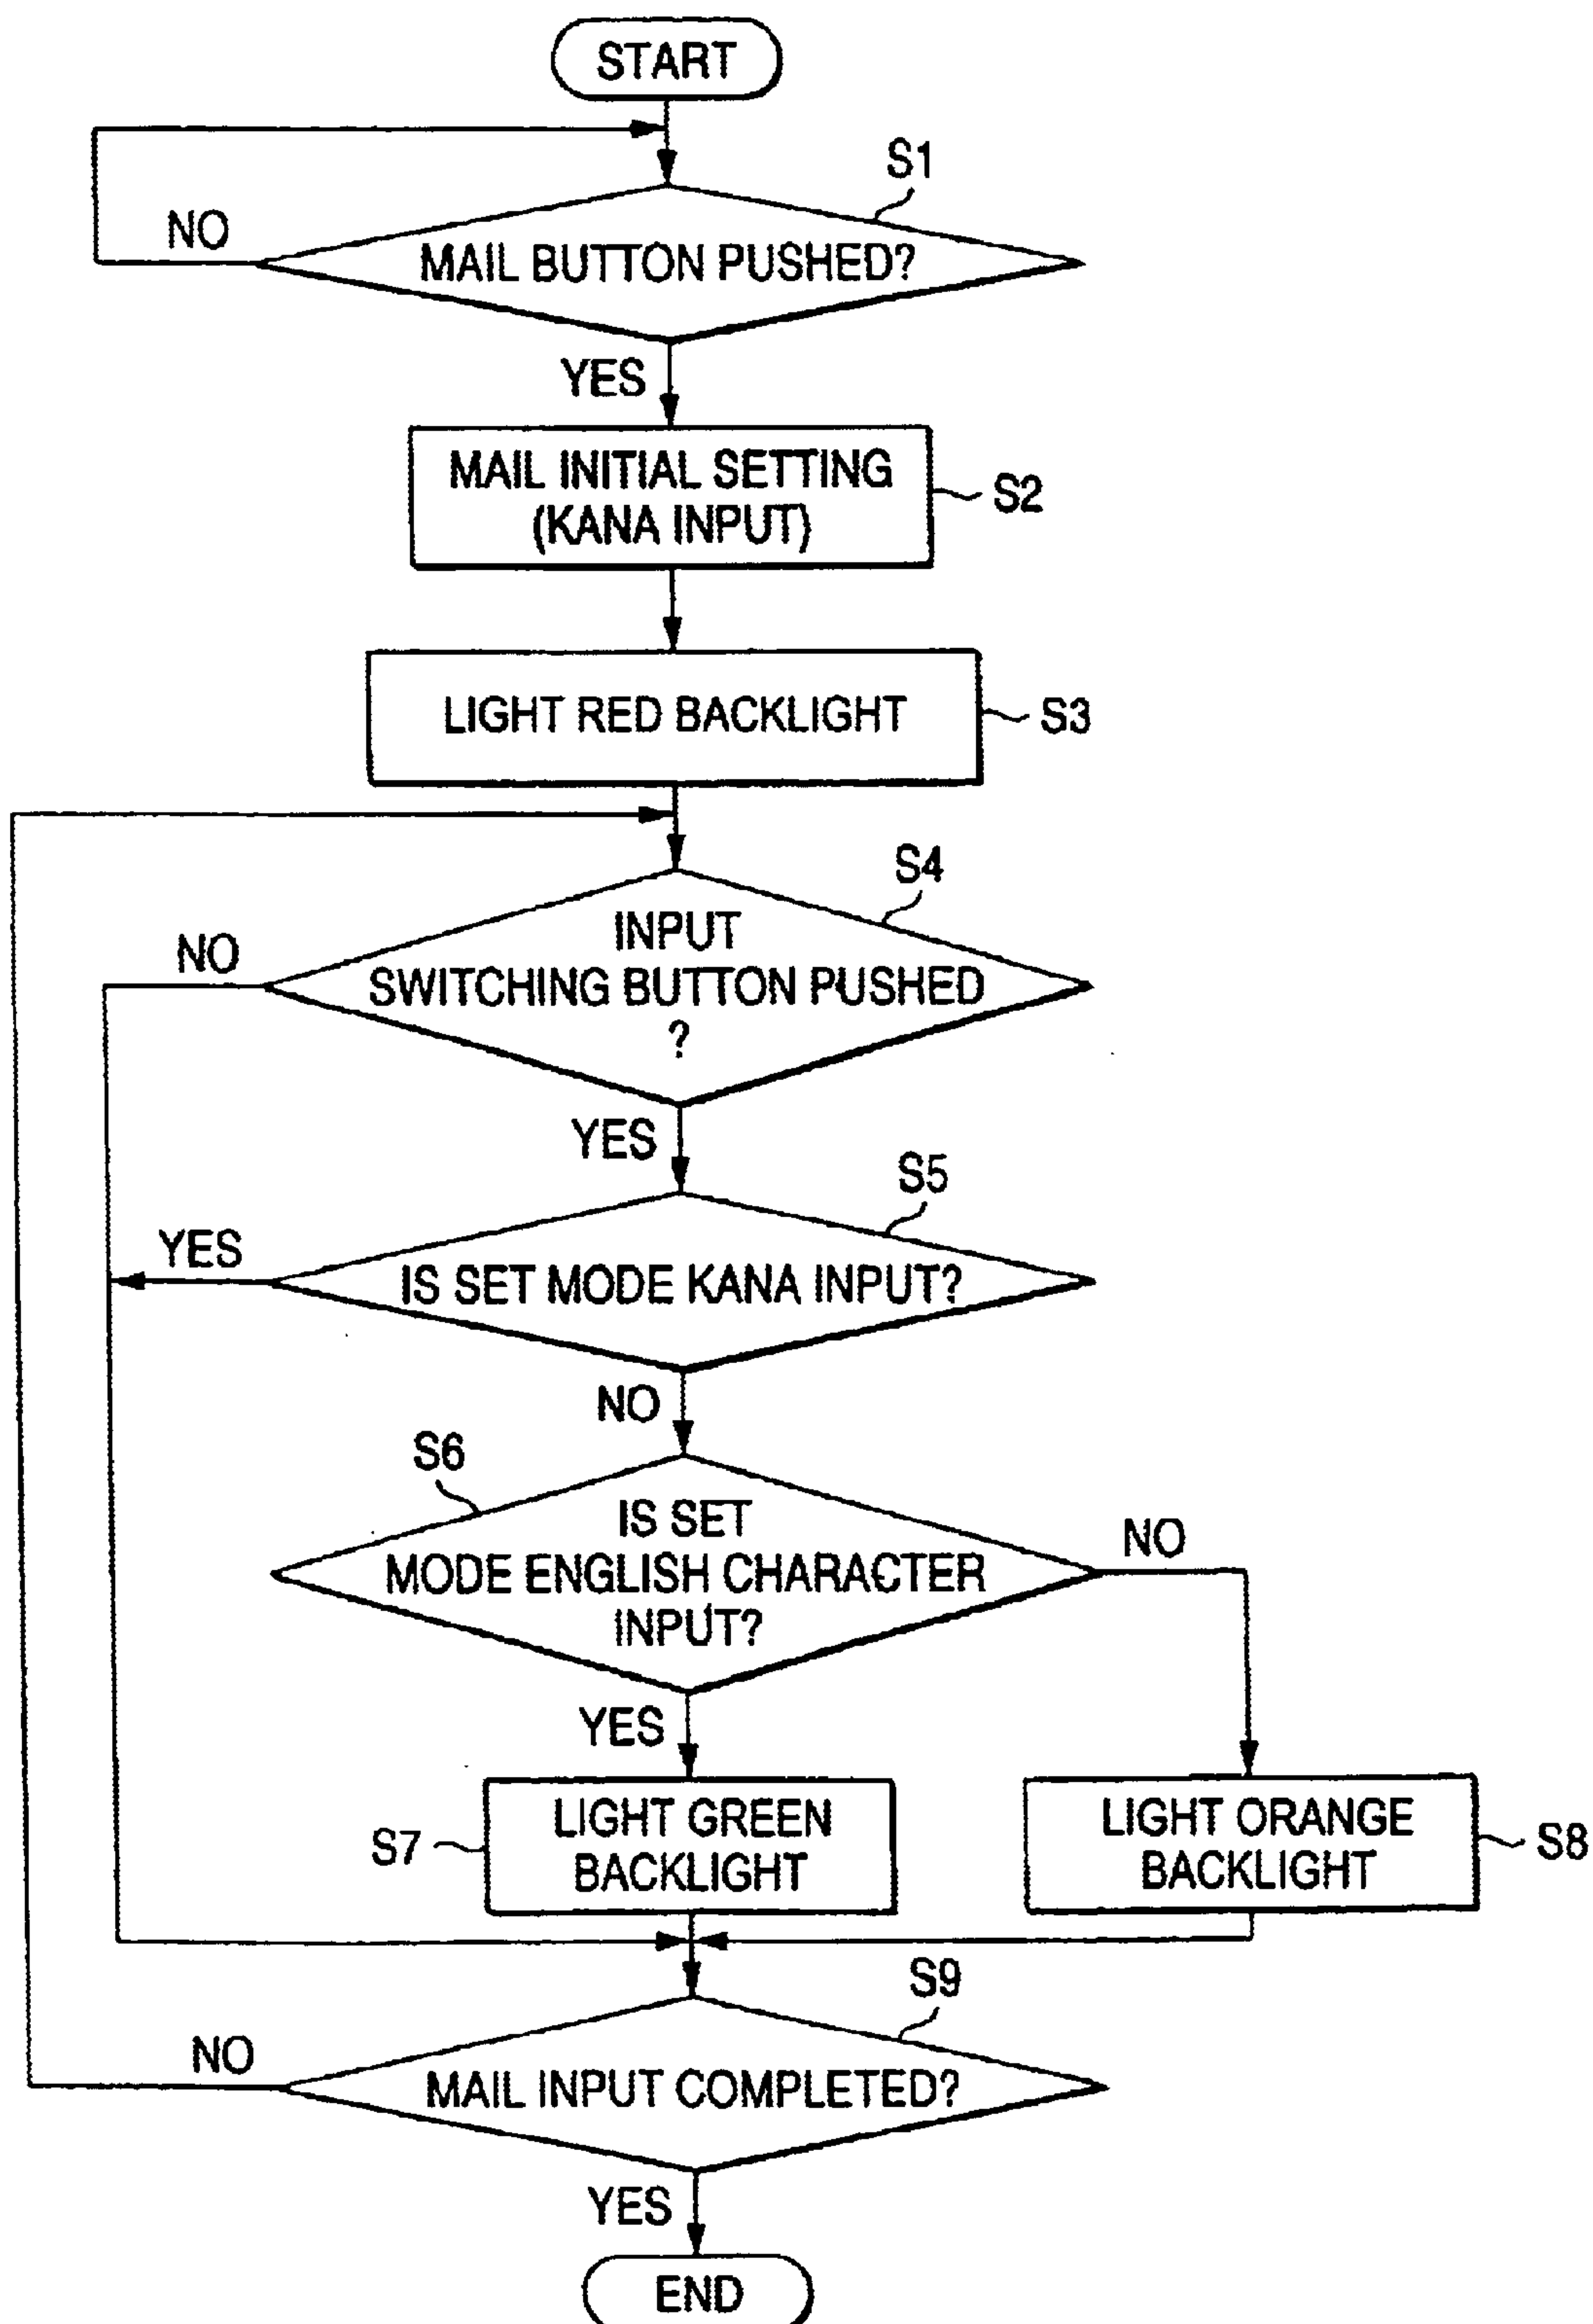 START
S1
NO
MAIL BUTTON PUSHED?
YES
MAIL INITIAL SETTING
(KANA INPUT)
S2
LIGHT RED BACKLIGHT
S3
S4
INPUT
NO
SWITCHING BUTTON PUSHED
?
YES
S5
YES
IS SET MODE KANA INPUT?
NO
S6
IS SET
NO
MODE ENGLISH CHARACTER
INPUT?
YES
LIGHT GREEN
BACKLIGHT
S7
LIGHT ORANGE
BACKLIGHT
S8
S9
NO
MAIL INPUT COMPLETED?
YES
END